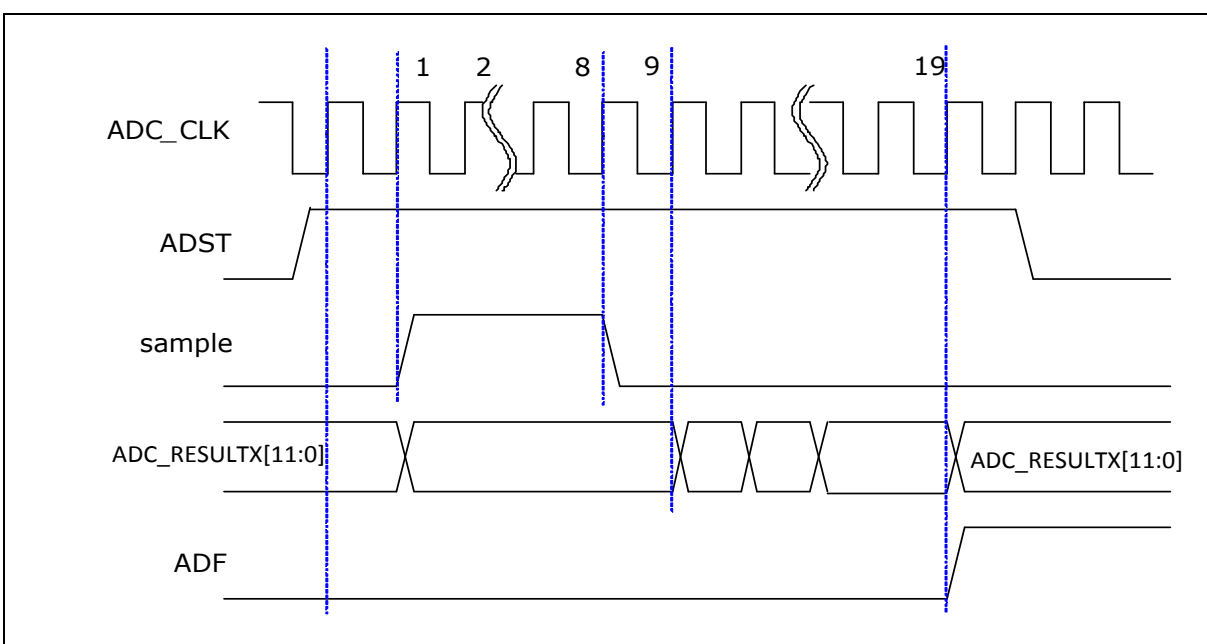 1 2 8 9 19
ADC_CLK
ADST
sample
ADC_RESULTX[11:0] ADC_RESULTX[11:0]
ADF